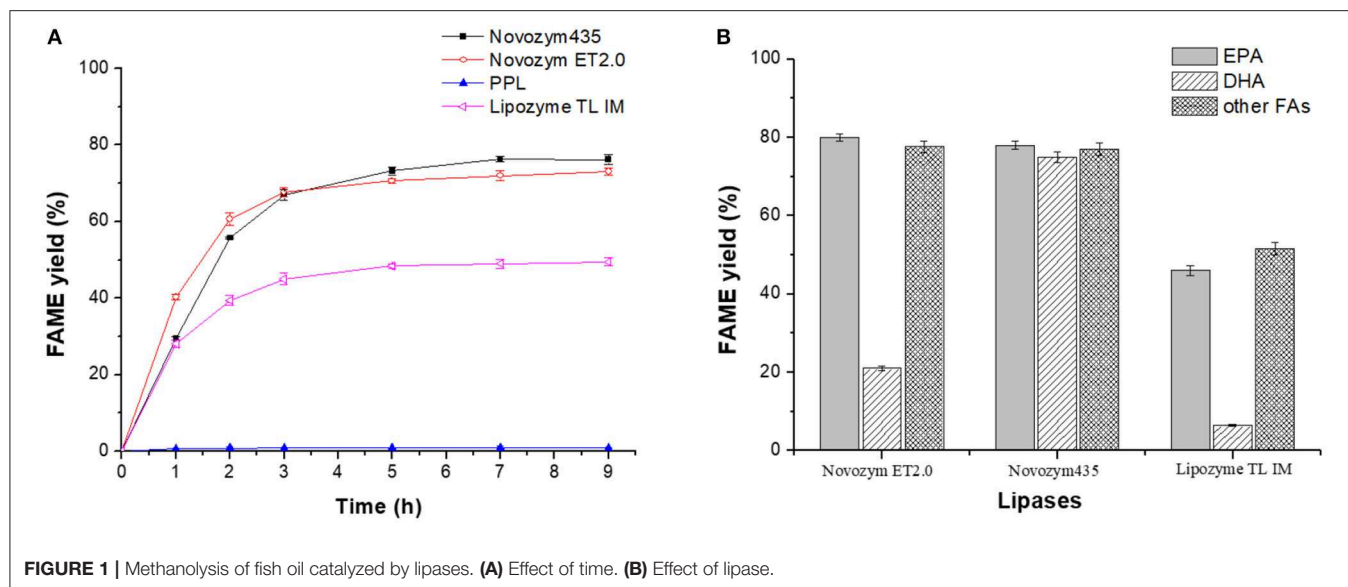 A
Novozym435
Novozym ET2.0
PPL
Lipozyme TL IM
FAME yield (%)
100
80
60
40
20
0
0 1 2 3 4 5 6 7 8 9
Time (h)
B
EPA
DHA
other FAs
FAME yield (%)
100
80
60
40
20
0
Novozym ET2.0 Novozym435 Lipozyme TL IM
Lipases
FIGURE 1 | Methanolysis of fish oil catalyzed by lipases. (A) Effect of time. (B) Effect of lipase.